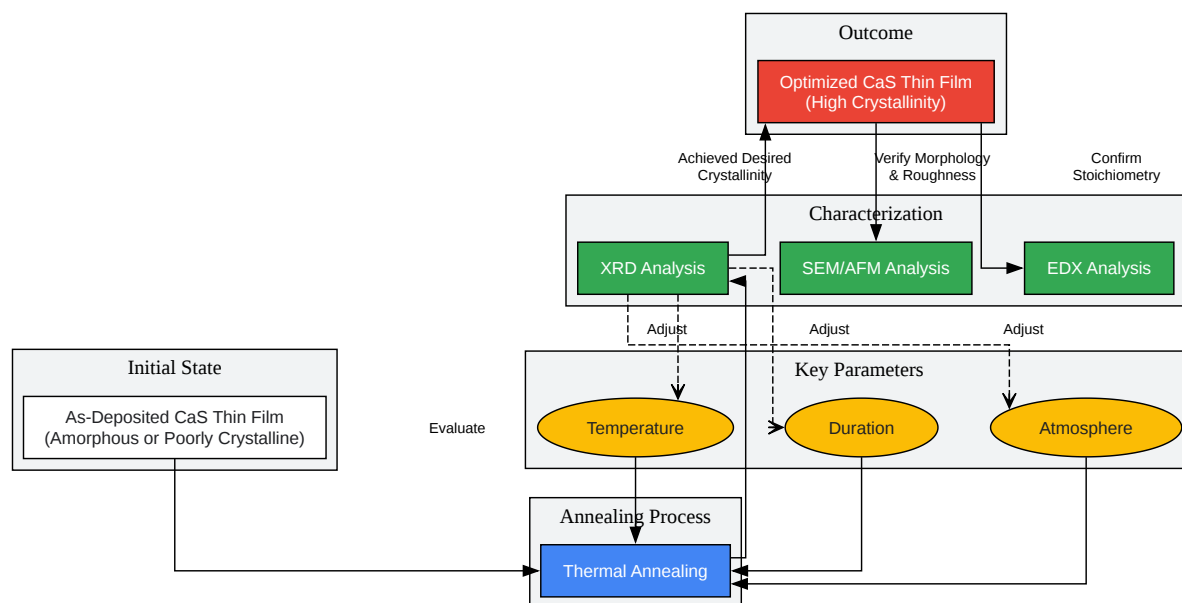 Outcome
Optimized CaS Thin Film
(High Crystallinity)
Achieved Desired
Crystallinity
Verify Morphology
& Roughness
Confirm
Stoichiometry
Characterization
XRD Analysis
SEM/AFM Analysis
EDX Analysis
Adjust
Adjust
Adjust
Initial State
As-Deposited CaS Thin Film
(Amorphous or Poorly Crystalline)
Evaluate
Key Parameters
Temperature
Duration
Atmosphere
Annealing Process
Thermal Annealing